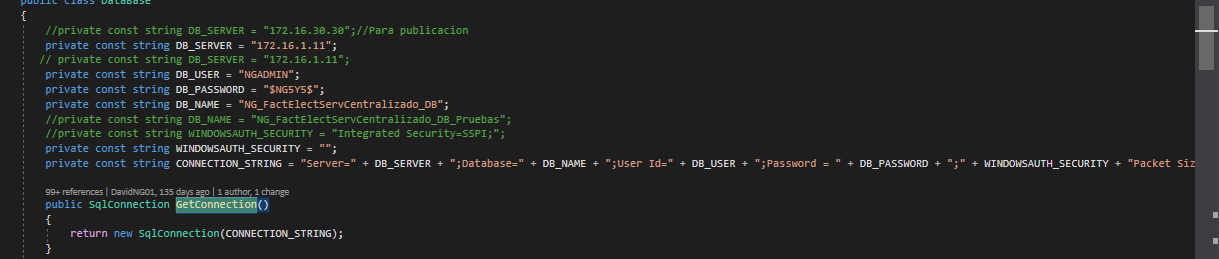 public class DataBase
{
//private const string DB_SERVER = "172.16.30.30";//Para publicacion
private const string DB_SERVER = "172.16.1.11";
// private const string DB_SERVER = "172.16.1.11";
private const string DB_USER = "NGADMIN";
private const string DB_PASSWORD = "$NG5Y5$";
private const string DB_NAME = "NG_FactElectServCentralizado_DB";
//private const string DB_NAME = "NG_FactElectServCentralizado_DB_Pruebas";
//private const string WINDOWSAUTH_SECURITY = "Integrated Security=SSPI;";
private const string WINDOWSAUTH_SECURITY = "";
private const string CONNECTION_STRING = "Server=" + DB_SERVER + ";Database=" + DB_NAME + ";User Id=" + DB_USER + ";Password = " + DB_PASSWORD + ";" + WINDOWSAUTH_SECURITY + "Packet Siz
99+ references | DavidNG01, 135 days ago | 1 author, 1 change
public SqlConnection GetConnection()
{
return new SqlConnection(CONNECTION_STRING);
}